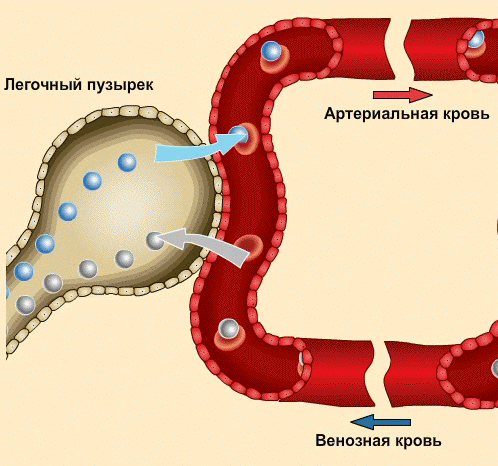 Легочный пузырек
Артериальная кровь
Венозная кровь